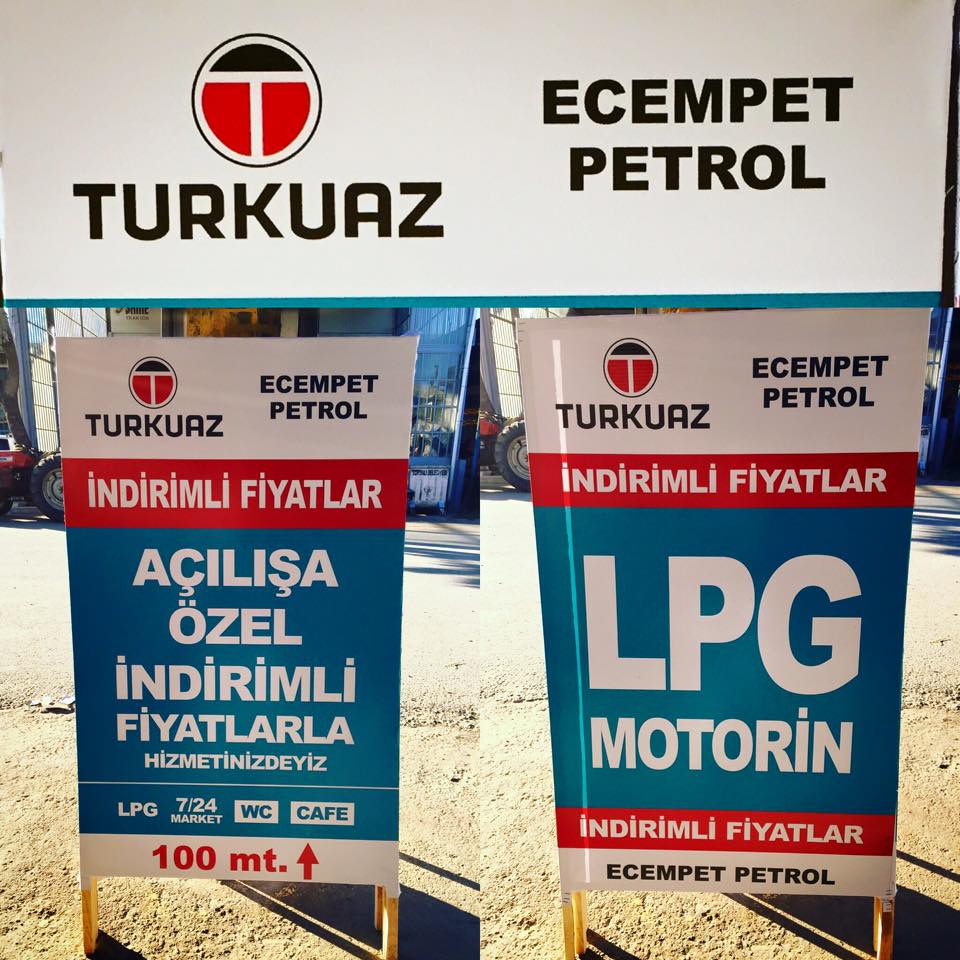 TURKUAZ
ECEMPET
PETROL
TURKUAZ
ECEMPET
PETROL
İNDİRİMLİ FİYATLAR
AÇILIŞA
ÖZEL
İNDİRİMLİ
FİYATLARLA
HİZMETİNİZDEYİZ
LPG 7/24 MARKET WC CAFE
100 mt.
TURKUAZ
ECEMPET
PETROL
İNDİRİMLİ FİYATLAR
LPG
MOTORİN
İNDİRİMLİ FİYATLAR
ECEMPET PETROL